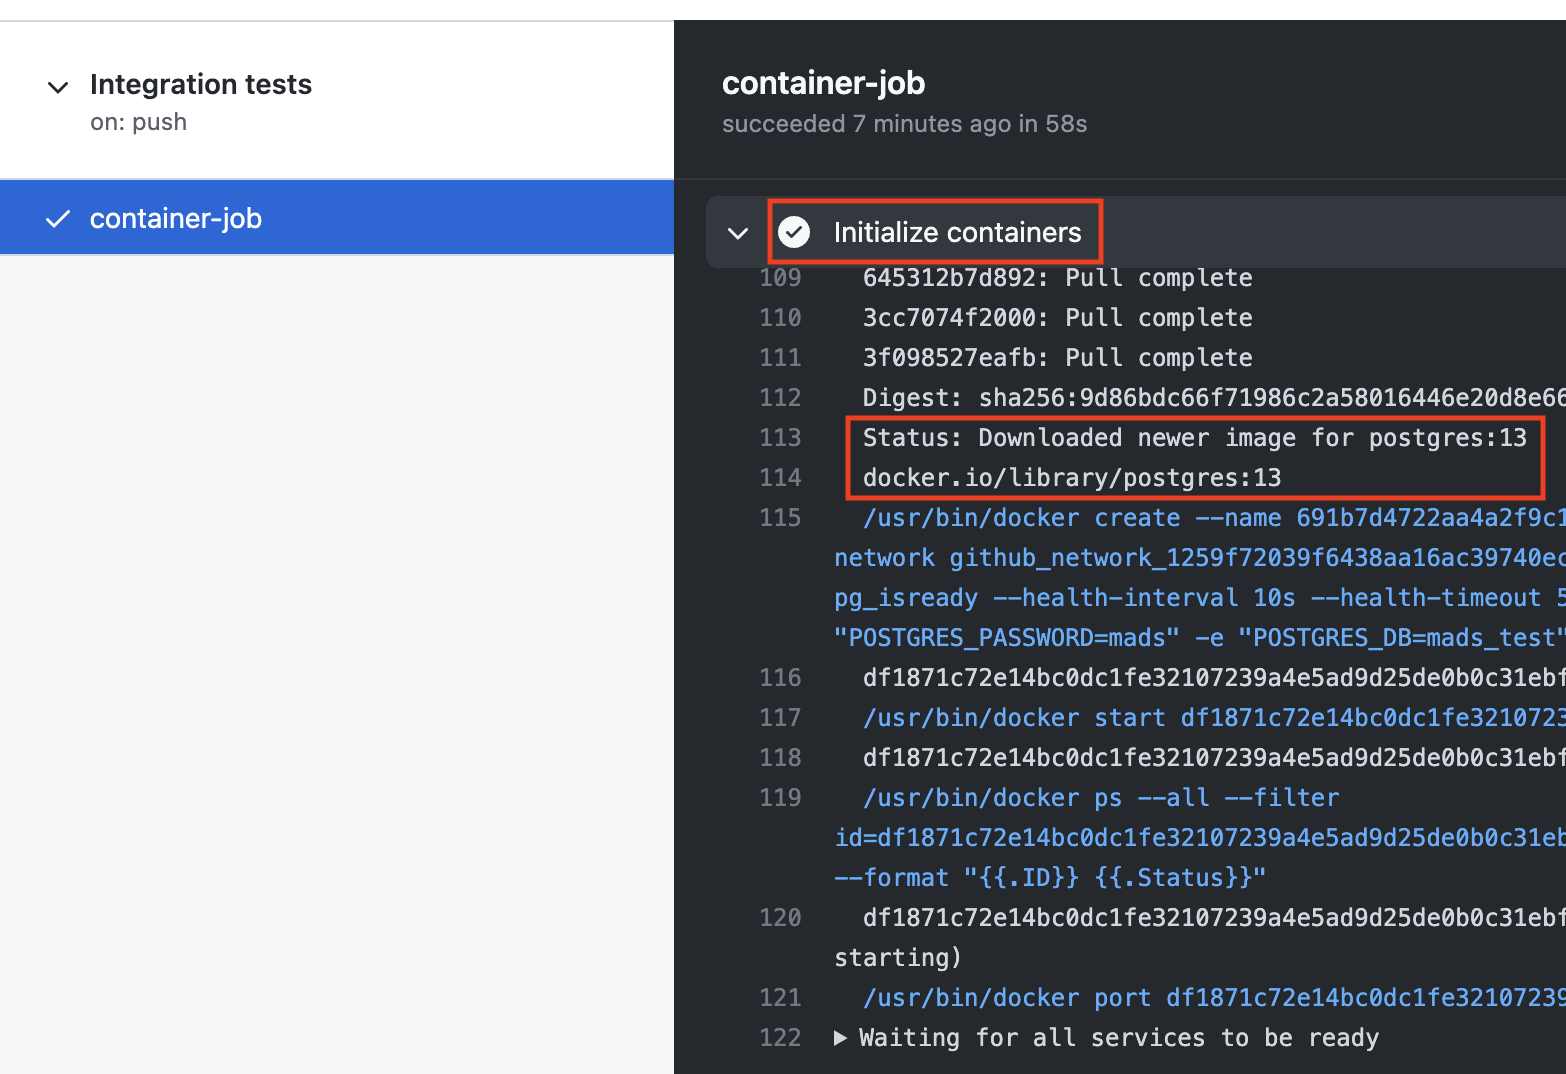 Integration tests
on: push
container-job
container-job
succeeded 7 minutes ago in 58s
Initialize containers
109 645312b7d892: Pull complete
110 3cc7074f2000: Pull complete
111 3f098527eafb: Pull complete
112 Digest: sha256:9d86bdc66f71986c2a58016446e20d8e66
113 Status: Downloaded newer image for postgres:13
114 docker.io/library/postgres:13
115 /usr/bin/docker create --name 691b7d4722aa4a2f9c1
network github_network_1259f72039f6438aa16ac39740ec
pg_isready --health-interval 10s --health-timeout 5
"POSTGRES_PASSWORD=mads" -e "POSTGRES_DB=mads_test"
116 df1871c72e14bc0dc1fe32107239a4e5ad9d25de0b0c31ebf
117 /usr/bin/docker start df1871c72e14bc0dc1fe3210723
118 df1871c72e14bc0dc1fe32107239a4e5ad9d25de0b0c31ebf
119 /usr/bin/docker ps --all --filter
id=df1871c72e14bc0dc1fe32107239a4e5ad9d25de0b0c31eb
--format "{{.ID}} {{.Status}}"
120 df1871c72e14bc0dc1fe32107239a4e5ad9d25de0b0c31ebf
starting)
121 /usr/bin/docker port df1871c72e14bc0dc1fe32107239
122 Waiting for all services to be ready